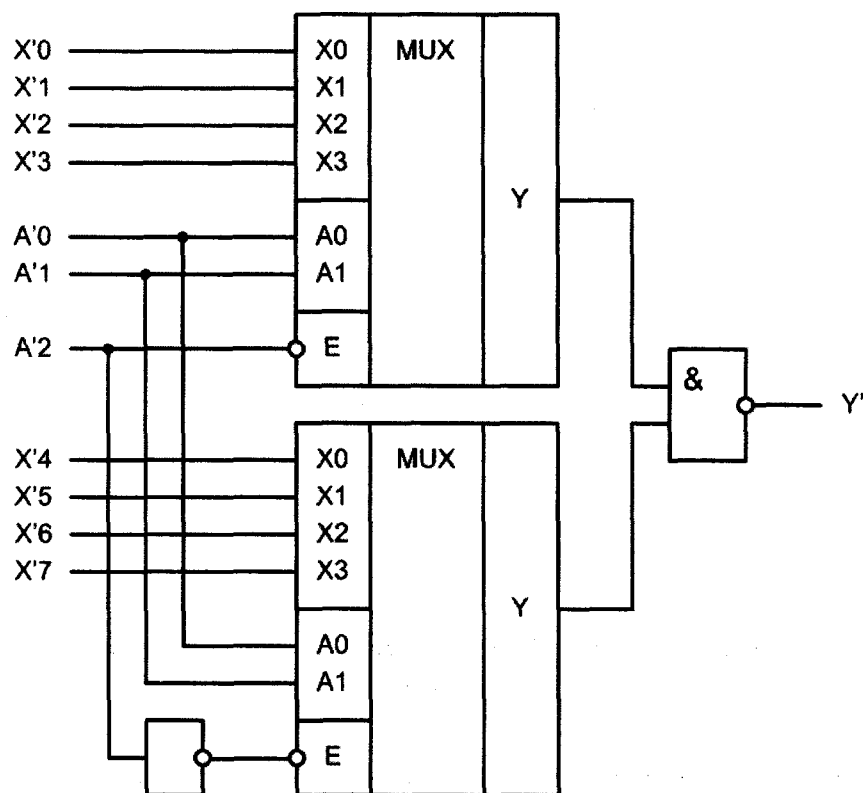 X'0 X0 MUX
X'1 X1
X'2 X2
X'3 X3
Y
A'0 A0
A'1 A1
A'2 E
&
Y'
X'4 X0 MUX
X'5 X1
X'6 X2
X'7 X3
Y
A0
A1
E